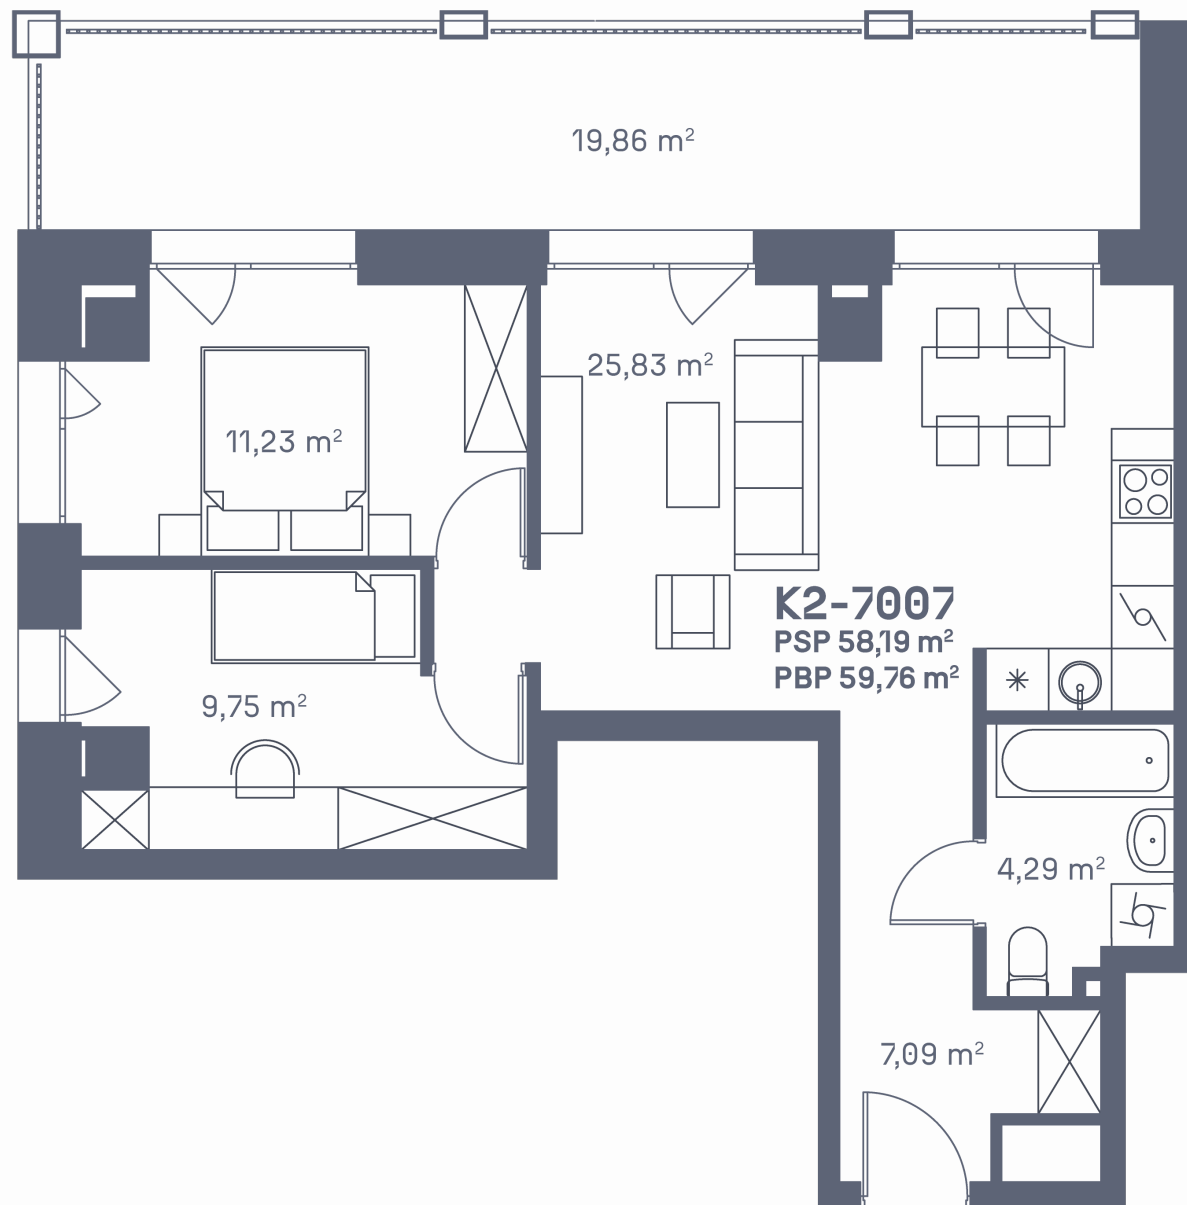 19,86 m²
25,83 m²
11,23 m²
K2-7007
PSP 58,19 m²
PBP 59,76 m²
9,75 m²
4,29 m²
7,09 m²